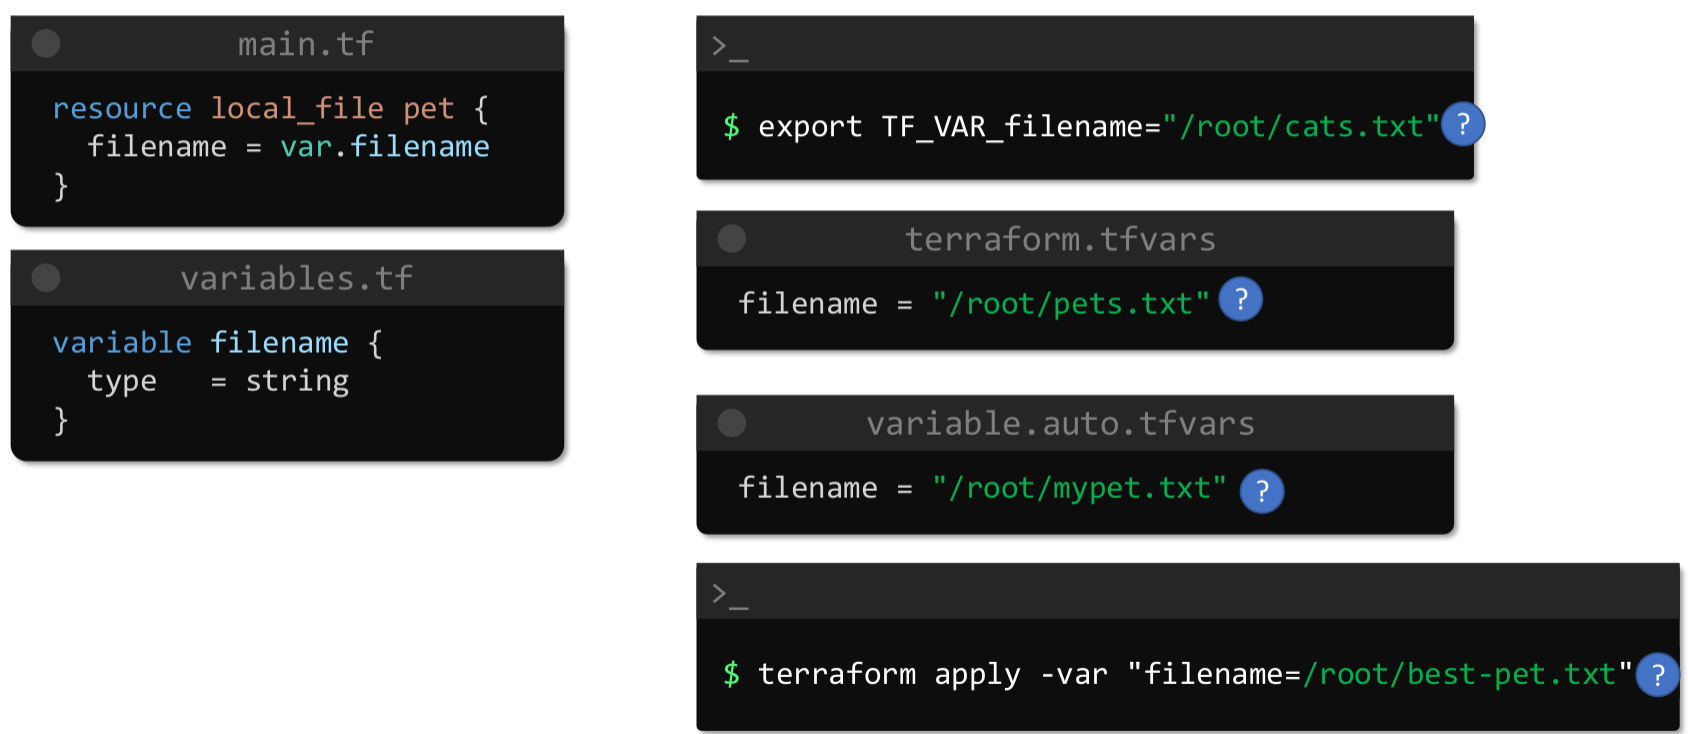 main.tf
resource local_file pet {
  filename = var.filename
}
variables.tf
variable filename {
  type   = string
}
>_
$ export TF_VAR_filename="/root/cats.txt" ?
terraform.tfvars
filename = "/root/pets.txt" ?
variable.auto.tfvars
filename = "/root/mypet.txt" ?
>_
$ terraform apply -var "filename=/root/best-pet.txt" ?